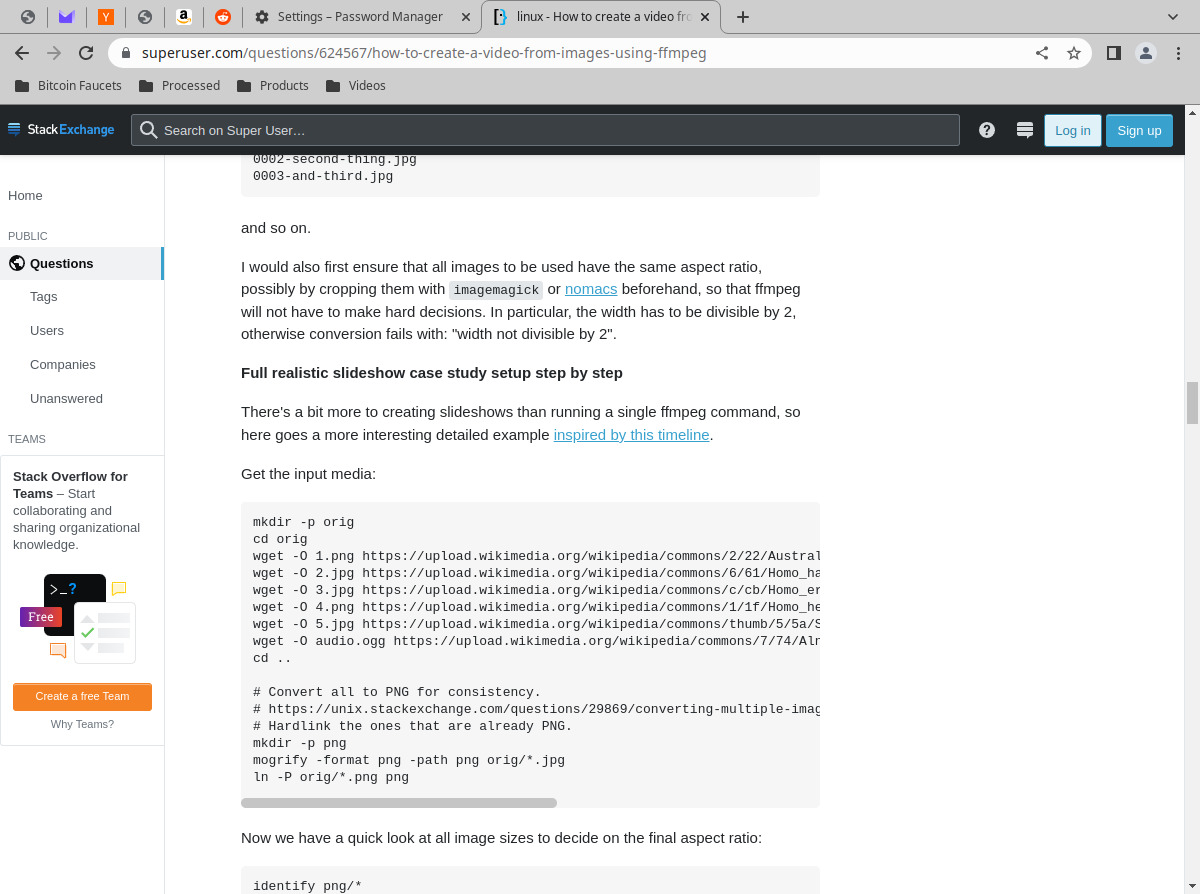 Settings – Password Manager
linux - How to create a video fro
superuser.com/questions/624567/how-to-create-a-video-from-images-using-ffmpeg
Bitcoin Faucets
Processed
Products
Videos
StackExchange
Search on Super User…
Log in
Sign up
Home
PUBLIC
Questions
Tags
Users
Companies
Unanswered
TEAMS
Stack Overflow for
Teams – Start
collaborating and
sharing organizational
knowledge.
>_?
Free
Create a free Team
Why Teams?
0002-second-thing.jpg
0003-and-third.jpg
and so on.
I would also first ensure that all images to be used have the same aspect ratio,
possibly by cropping them with imagemagick or nomacs beforehand, so that ffmpeg
will not have to make hard decisions. In particular, the width has to be divisible by 2,
otherwise conversion fails with: "width not divisible by 2".
Full realistic slideshow case study setup step by step
There's a bit more to creating slideshows than running a single ffmpeg command, so
here goes a more interesting detailed example inspired by this timeline.
Get the input media:
mkdir -p orig
cd orig
wget -O 1.png https://upload.wikimedia.org/wikipedia/commons/2/22/Austral
wget -O 2.jpg https://upload.wikimedia.org/wikipedia/commons/6/61/Homo_ha
wget -O 3.jpg https://upload.wikimedia.org/wikipedia/commons/c/cb/Homo_er
wget -O 4.png https://upload.wikimedia.org/wikipedia/commons/1/1f/Homo_he
wget -O 5.jpg https://upload.wikimedia.org/wikipedia/commons/thumb/5/5a/S
wget -O audio.ogg https://upload.wikimedia.org/wikipedia/commons/7/74/Aln
cd ..
# Convert all to PNG for consistency.
# https://unix.stackexchange.com/questions/29869/converting-multiple-imag
# Hardlink the ones that are already PNG.
mkdir -p png
mogrify -format png -path png orig/*.jpg
ln -P orig/*.png png
Now we have a quick look at all image sizes to decide on the final aspect ratio:
identify png/*